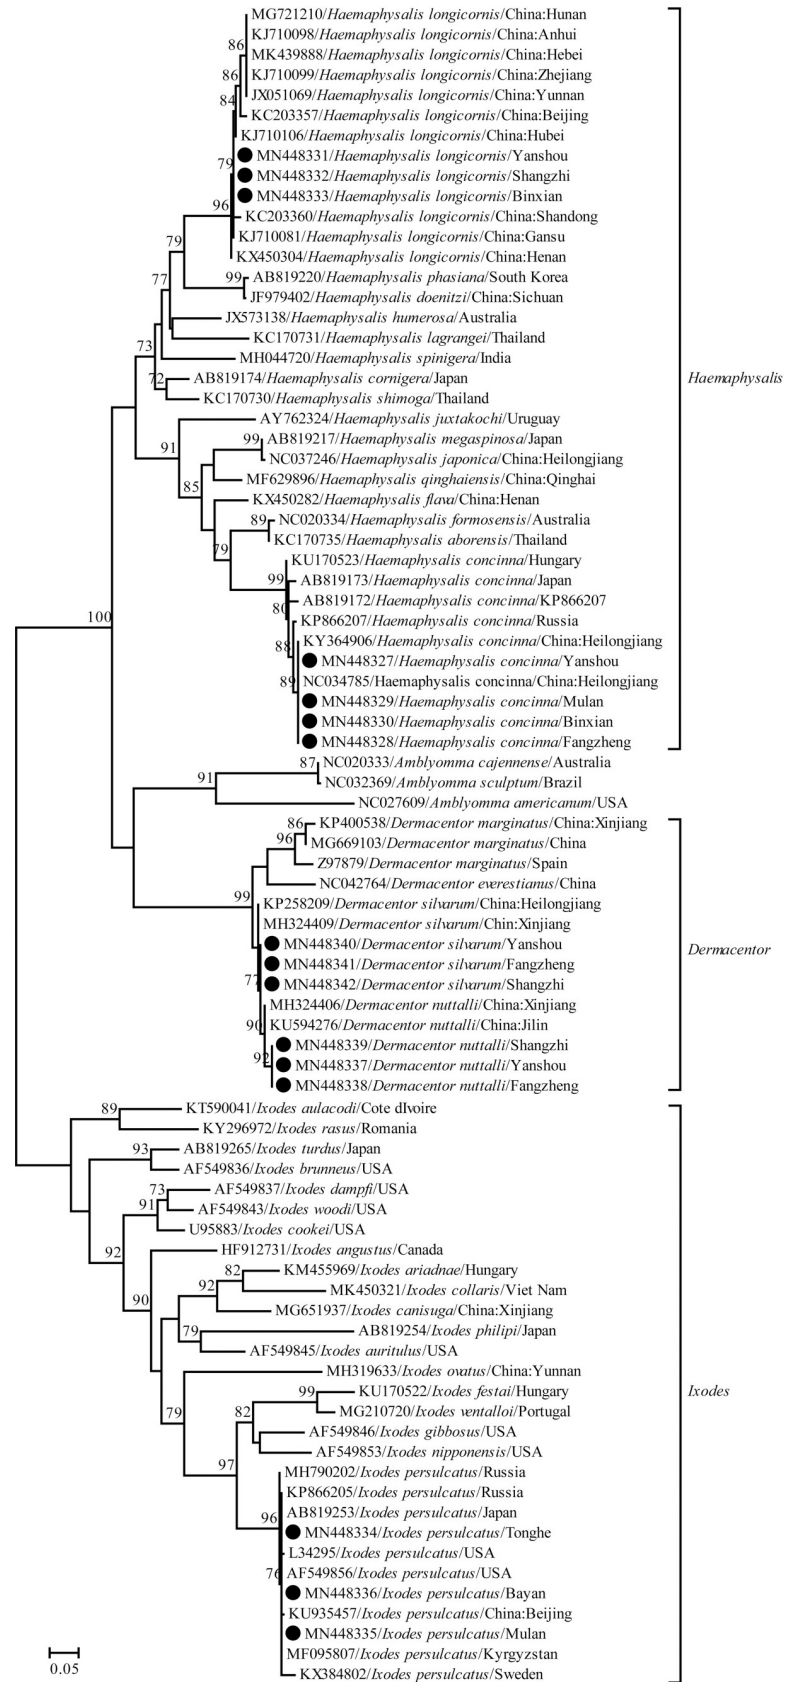 MG721210/Haemaphysalis longicornis/China:Hunan
KJ710098/Haemaphysalis longicornis/China:Anhui
86
MK439888/Haemaphysalis longicornis/China:Hebei
86
KJ710099/Haemaphysalis longicornis/China:Zhejiang
84
JX051069/Haemaphysalis longicornis/China:Yunnan
KC203357/Haemaphysalis longicornis/China:Beijing
KJ710106/Haemaphysalis longicornis/China:Hubei
79
MN448331/Haemaphysalis longicornis/Yanshou
MN448332/Haemaphysalis longicornis/Shangzhi
MN448333/Haemaphysalis longicornis/Binxian
96
KC203360/Haemaphysalis longicornis/China:Shandong
79
KJ710081/Haemaphysalis longicornis/China:Gansu
KX450304/Haemaphysalis longicornis/China:Henan
77
99
AB819220/Haemaphysalis phasiana/South Korea
JF979402/Haemaphysalis doenitzi/China:Sichuan
JX573138/Haemaphysalis humerosa/Australia
KC170731/Haemaphysalis lagrangei/Thailand
73
MH044720/Haemaphysalis spinigera/India
72
AB819174/Haemaphysalis cornigera/Japan
Haemaphysalis
KC170730/Haemaphysalis shimoga/Thailand
AY762324/Haemaphysalis juxtakochi/Uruguay
91
99
AB819217/Haemaphysalis megaspinosa/Japan
NC037246/Haemaphysalis japonica/China:Heilongjiang
85
MF629896/Haemaphysalis qinghaiensis/China:Qinghai
KX450282/Haemaphysalis flava/China:Henan
89
NC020334/Haemaphysalis formosensis/Australia
79
KC170735/Haemaphysalis aborensis/Thailand
KU170523/Haemaphysalis concinna/Hungary
99
AB819173/Haemaphysalis concinna/Japan
80
AB819172/Haemaphysalis concinna/KP866207
100
KP866207/Haemaphysalis concinna/Russia
88
KY364906/Haemaphysalis concinna/China:Heilongjiang
MN448327/Haemaphysalis concinna/Yanshou
89
NC034785/Haemaphysalis concinna/China:Heilongjiang
MN448329/Haemaphysalis concinna/Mulan
MN448330/Haemaphysalis concinna/Binxian
MN448328/Haemaphysalis concinna/Fangzheng
87
NC020333/Amblyomma cajennense/Australia
91
NC032369/Amblyomma sculptum/Brazil
NC027609/Amblyomma americanum/USA
86
KP400538/Dermacentor marginatus/China:Xinjiang
96
MG669103/Dermacentor marginatus/China
Z97879/Dermacentor marginatus/Spain
NC042764/Dermacentor everestianus/China
99
KP258209/Dermacentor silvarum/China:Heilongjiang
MH324409/Dermacentor silvarum/Chin:Xinjiang
MN448340/Dermacentor silvarum/Yanshou
Dermacentor
MN448341/Dermacentor silvarum/Fangzheng
77
MN448342/Dermacentor silvarum/Shangzhi
MH324406/Dermacentor nuttalli/China:Xinjiang
90
KU594276/Dermacentor nuttalli/China:Jilin
MN448339/Dermacentor nuttalli/Shangzhi
92
MN448337/Dermacentor nuttalli/Yanshou
MN448338/Dermacentor nuttalli/Fangzheng
89
KT590041/Ixodes aulacodi/Cote dIvoire
KY296972/Ixodes rasus/Romania
93
AB819265/Ixodes turdus/Japan
AF549836/Ixodes brunneus/USA
73
AF549837/Ixodes dampfi/USA
91
AF549843/Ixodes woodi/USA
U95883/Ixodes cookei/USA
92
HF912731/Ixodes angustus/Canada
82
KM455969/Ixodes ariadnae/Hungary
92
MK450321/Ixodes collaris/Viet Nam
90
MG651937/Ixodes canisuga/China:Xinjiang
79
AB819254/Ixodes philipi/Japan
AF549845/Ixodes auritulus/USA
MH319633/Ixodes ovatus/China:Yunnan
Ixodes
99
KU170522/Ixodes festai/Hungary
79
82
MG210720/Ixodes ventalloi/Portugal
AF549846/Ixodes gibbosus/USA
AF549853/Ixodes nipponensis/USA
97
MH790202/Ixodes persulcatus/Russia
KP866205/Ixodes persulcatus/Russia
AB819253/Ixodes persulcatus/Japan
96
MN448334/Ixodes persulcatus/Tonghe
L34295/Ixodes persulcatus/USA
76
AF549856/Ixodes persulcatus/USA
MN448336/Ixodes persulcatus/Bayan
KU935457/Ixodes persulcatus/China:Beijing
MN448335/Ixodes persulcatus/Mulan
MF095807/Ixodes persulcatus/Kyrgyzstan
0.05
KX384802/Ixodes persulcatus/Sweden